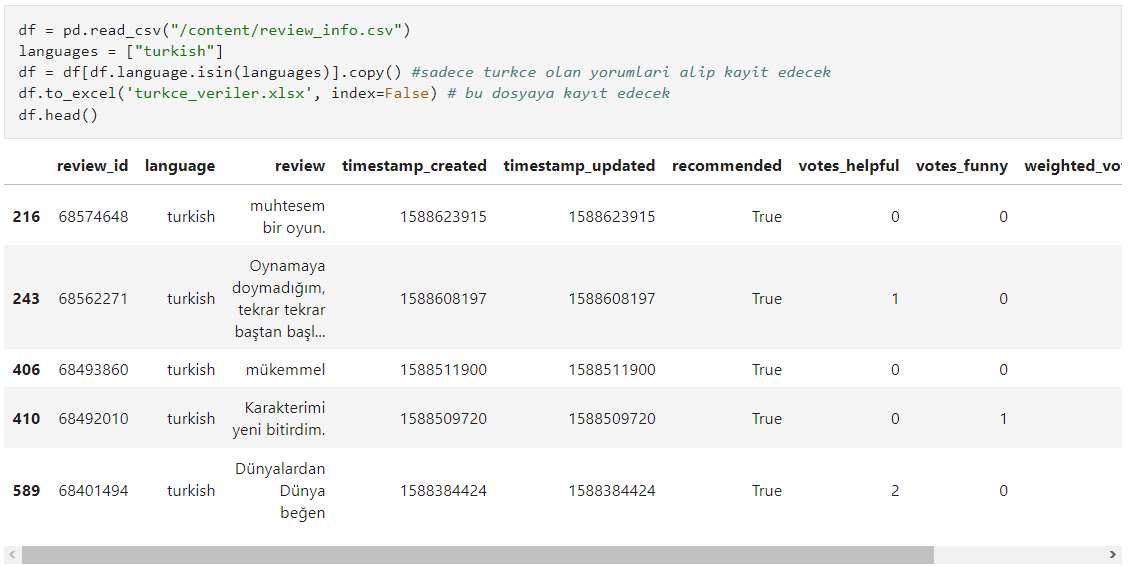 df = pd.read_csv("/content/review_info.csv")
languages = ["turkish"]
df = df[df.language.isin(languages)].copy() #sadece turkce olan yorumlari alip kayit edecek
df.to_excel('turkce_veriler.xlsx', index=False) # bu dosyaya kayıt edecek
df.head()
review_id language review timestamp_created timestamp_updated recommended votes_helpful votes_funny weighted_vo
216 68574648 turkish muhtesem bir oyun. 1588623915 1588623915 True 0 0
243 68562271 turkish Oynamaya doymadığım, tekrar tekrar baştan başl... 1588608197 1588608197 True 1 0
406 68493860 turkish mükemmel 1588511900 1588511900 True 0 0
410 68492010 turkish Karakterimi yeni bitirdim. 1588509720 1588509720 True 0 1
589 68401494 turkish Dünyalardan Dünya beğen 1588384424 1588384424 True 2 0